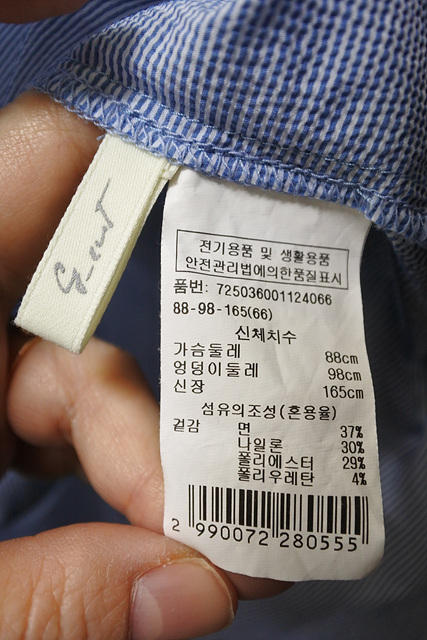 전기용품 및 생활용품
안전관리법에의한품질표시
품번: 725036001124066
88-98-165(66)
신체치수
가슴둘레 88cm
엉덩이둘레 98cm
신장 165cm
섬유의조성(혼용율)
겉감 면 37%
나일론 30%
폴리에스터 29%
폴리우레탄 4%
2 990072 280555